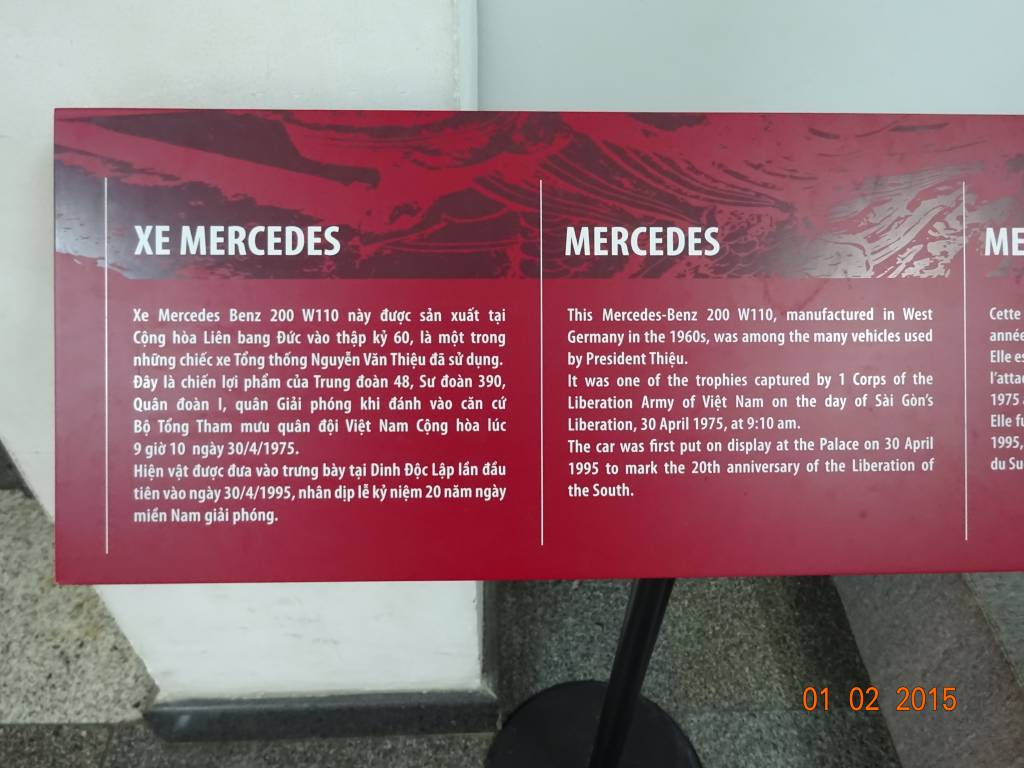 XE MERCEDES
Xe Mercedes Benz 200 W110 này được sản xuất tại
Cộng hòa Liên bang Đức vào thập kỷ 60, là một trong
những chiếc xe Tổng thống Nguyễn Văn Thiệu đã sử dụng.
Đây là chiến lợi phẩm của Trung đoàn 48, Sư đoàn 390,
Quân đoàn I, quân Giải phóng khi đánh vào căn cứ
Bộ Tổng Tham mưu quân đội Việt Nam Cộng hòa lúc
9 giờ 10 ngày 30/4/1975.
Hiện vật được đưa vào trưng bày tại Dinh Độc Lập lần đầu
tiên vào ngày 30/4/1995, nhân dịp lễ kỷ niệm 20 năm ngày
miền Nam giải phóng.
MERCEDES
This Mercedes-Benz 200 W110, manufactured in West
Germany in the 1960s, was among the many vehicles used
by President Thiệu.
It was one of the trophies captured by 1 Corps of the
Liberation Army of Việt Nam on the day of Sài Gòn's
Liberation, 30 April 1975, at 9:10 am.
The car was first put on display at the Palace on 30 April
1995 to mark the 20th anniversary of the Liberation of
the South.
ME
Cette
année
Elle es
l'attac
1975
Elle fu
1995,
du Su
01 02 2015